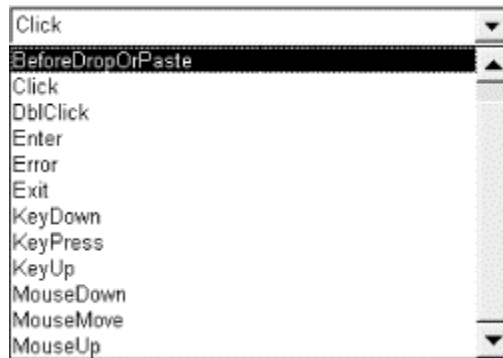 Click
BeforeDropOrPaste
Click
DblClick
Enter
Error
Exit
KeyDown
KeyPress
KeyUp
MouseDown
MouseMove
MouseUp